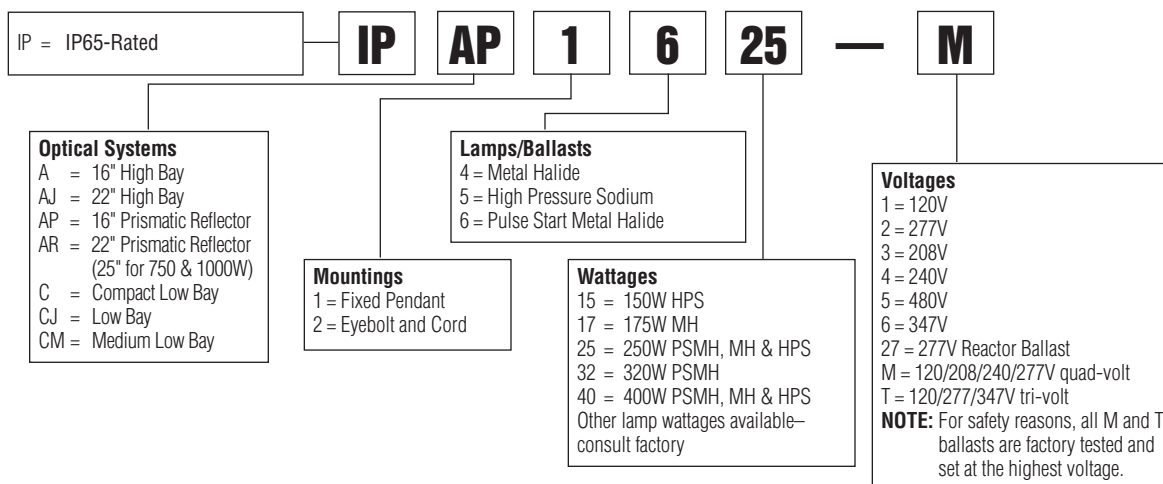 IP = IP65-Rated
IP AP 1 6 25 — M
Optical Systems
A = 16" High Bay
AJ = 22" High Bay
AP = 16" Prismatic Reflector
AR = 22" Prismatic Reflector
(25" for 750 & 1000W)
C = Compact Low Bay
CJ = Low Bay
CM = Medium Low Bay
Mountings
1 = Fixed Pendant
2 = Eyebolt and Cord
Lamps/Ballasts
4 = Metal Halide
5 = High Pressure Sodium
6 = Pulse Start Metal Halide
Wattages
15 = 150W HPS
17 = 175W MH
25 = 250W PSMH, MH & HPS
32 = 320W PSMH
40 = 400W PSMH, MH & HPS
Other lamp wattages available–
consult factory
Voltages
1 = 120V
2 = 277V
3 = 208V
4 = 240V
5 = 480V
6 = 347V
27 = 277V Reactor Ballast
M = 120/208/240/277V quad-volt
T = 120/277/347V tri-volt
NOTE: For safety reasons, all M and T
ballasts are factory tested and
set at the highest voltage.